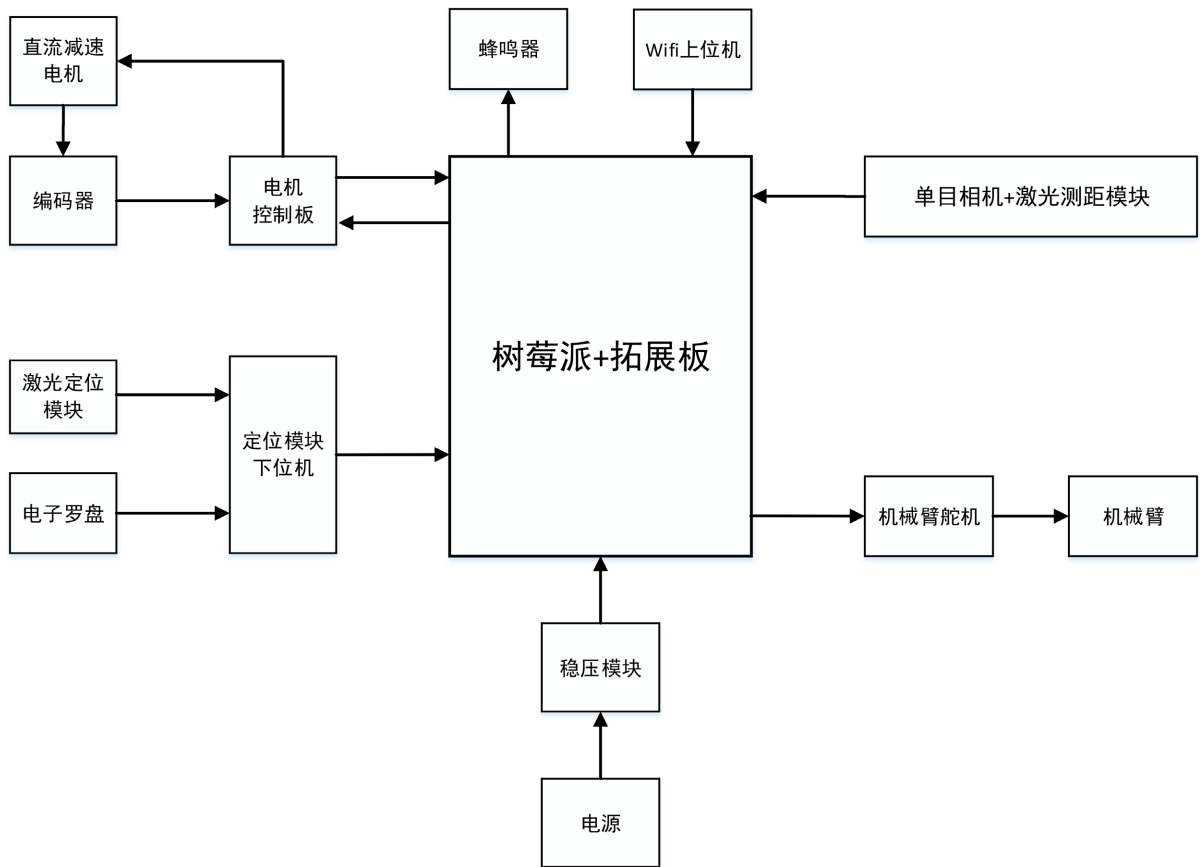 直流减速
电机
蜂鸣器
Wifi上位机
编码器
电机
控制板
单目相机+激光测距模块
树莓派+拓展板
激光定位
模块
定位模块
下位机
电子罗盘
机械臂舵机
机械臂
稳压模块
电源